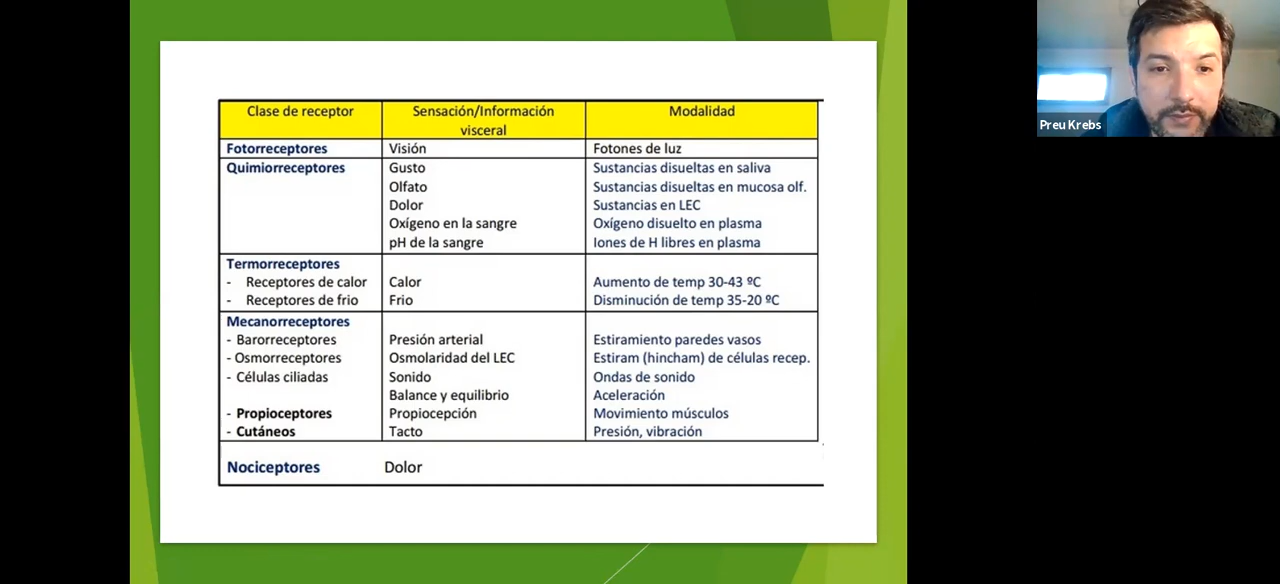 Clase de receptor Sensación/Información visceral Modalidad
Fotorreceptores Visión Fotones de luz
Quimiorreceptores Gusto Sustancias disueltas en saliva
Olfato Sustancias disueltas en mucosa olf.
Dolor Sustancias en LEC
Oxígeno en la sangre Oxígeno disuelto en plasma
pH de la sangre Iones de H libres en plasma
Termorreceptores
- Receptores de calor Calor Aumento de temp 30-43 ºC
- Receptores de frio Frio Disminución de temp 35-20 ºC
Mecanorreceptores
- Barorreceptores Presión arterial Estiramiento paredes vasos
- Osmorreceptores Osmolaridad del LEC Estiram (hincham) de células recep.
- Células ciliadas Sonido Ondas de sonido
Balance y equilibrio Aceleración
- Propioceptores Propiocepción Movimiento músculos
- Cutáneos Tacto Presión, vibración
Nociceptores Dolor
Preu Krebs